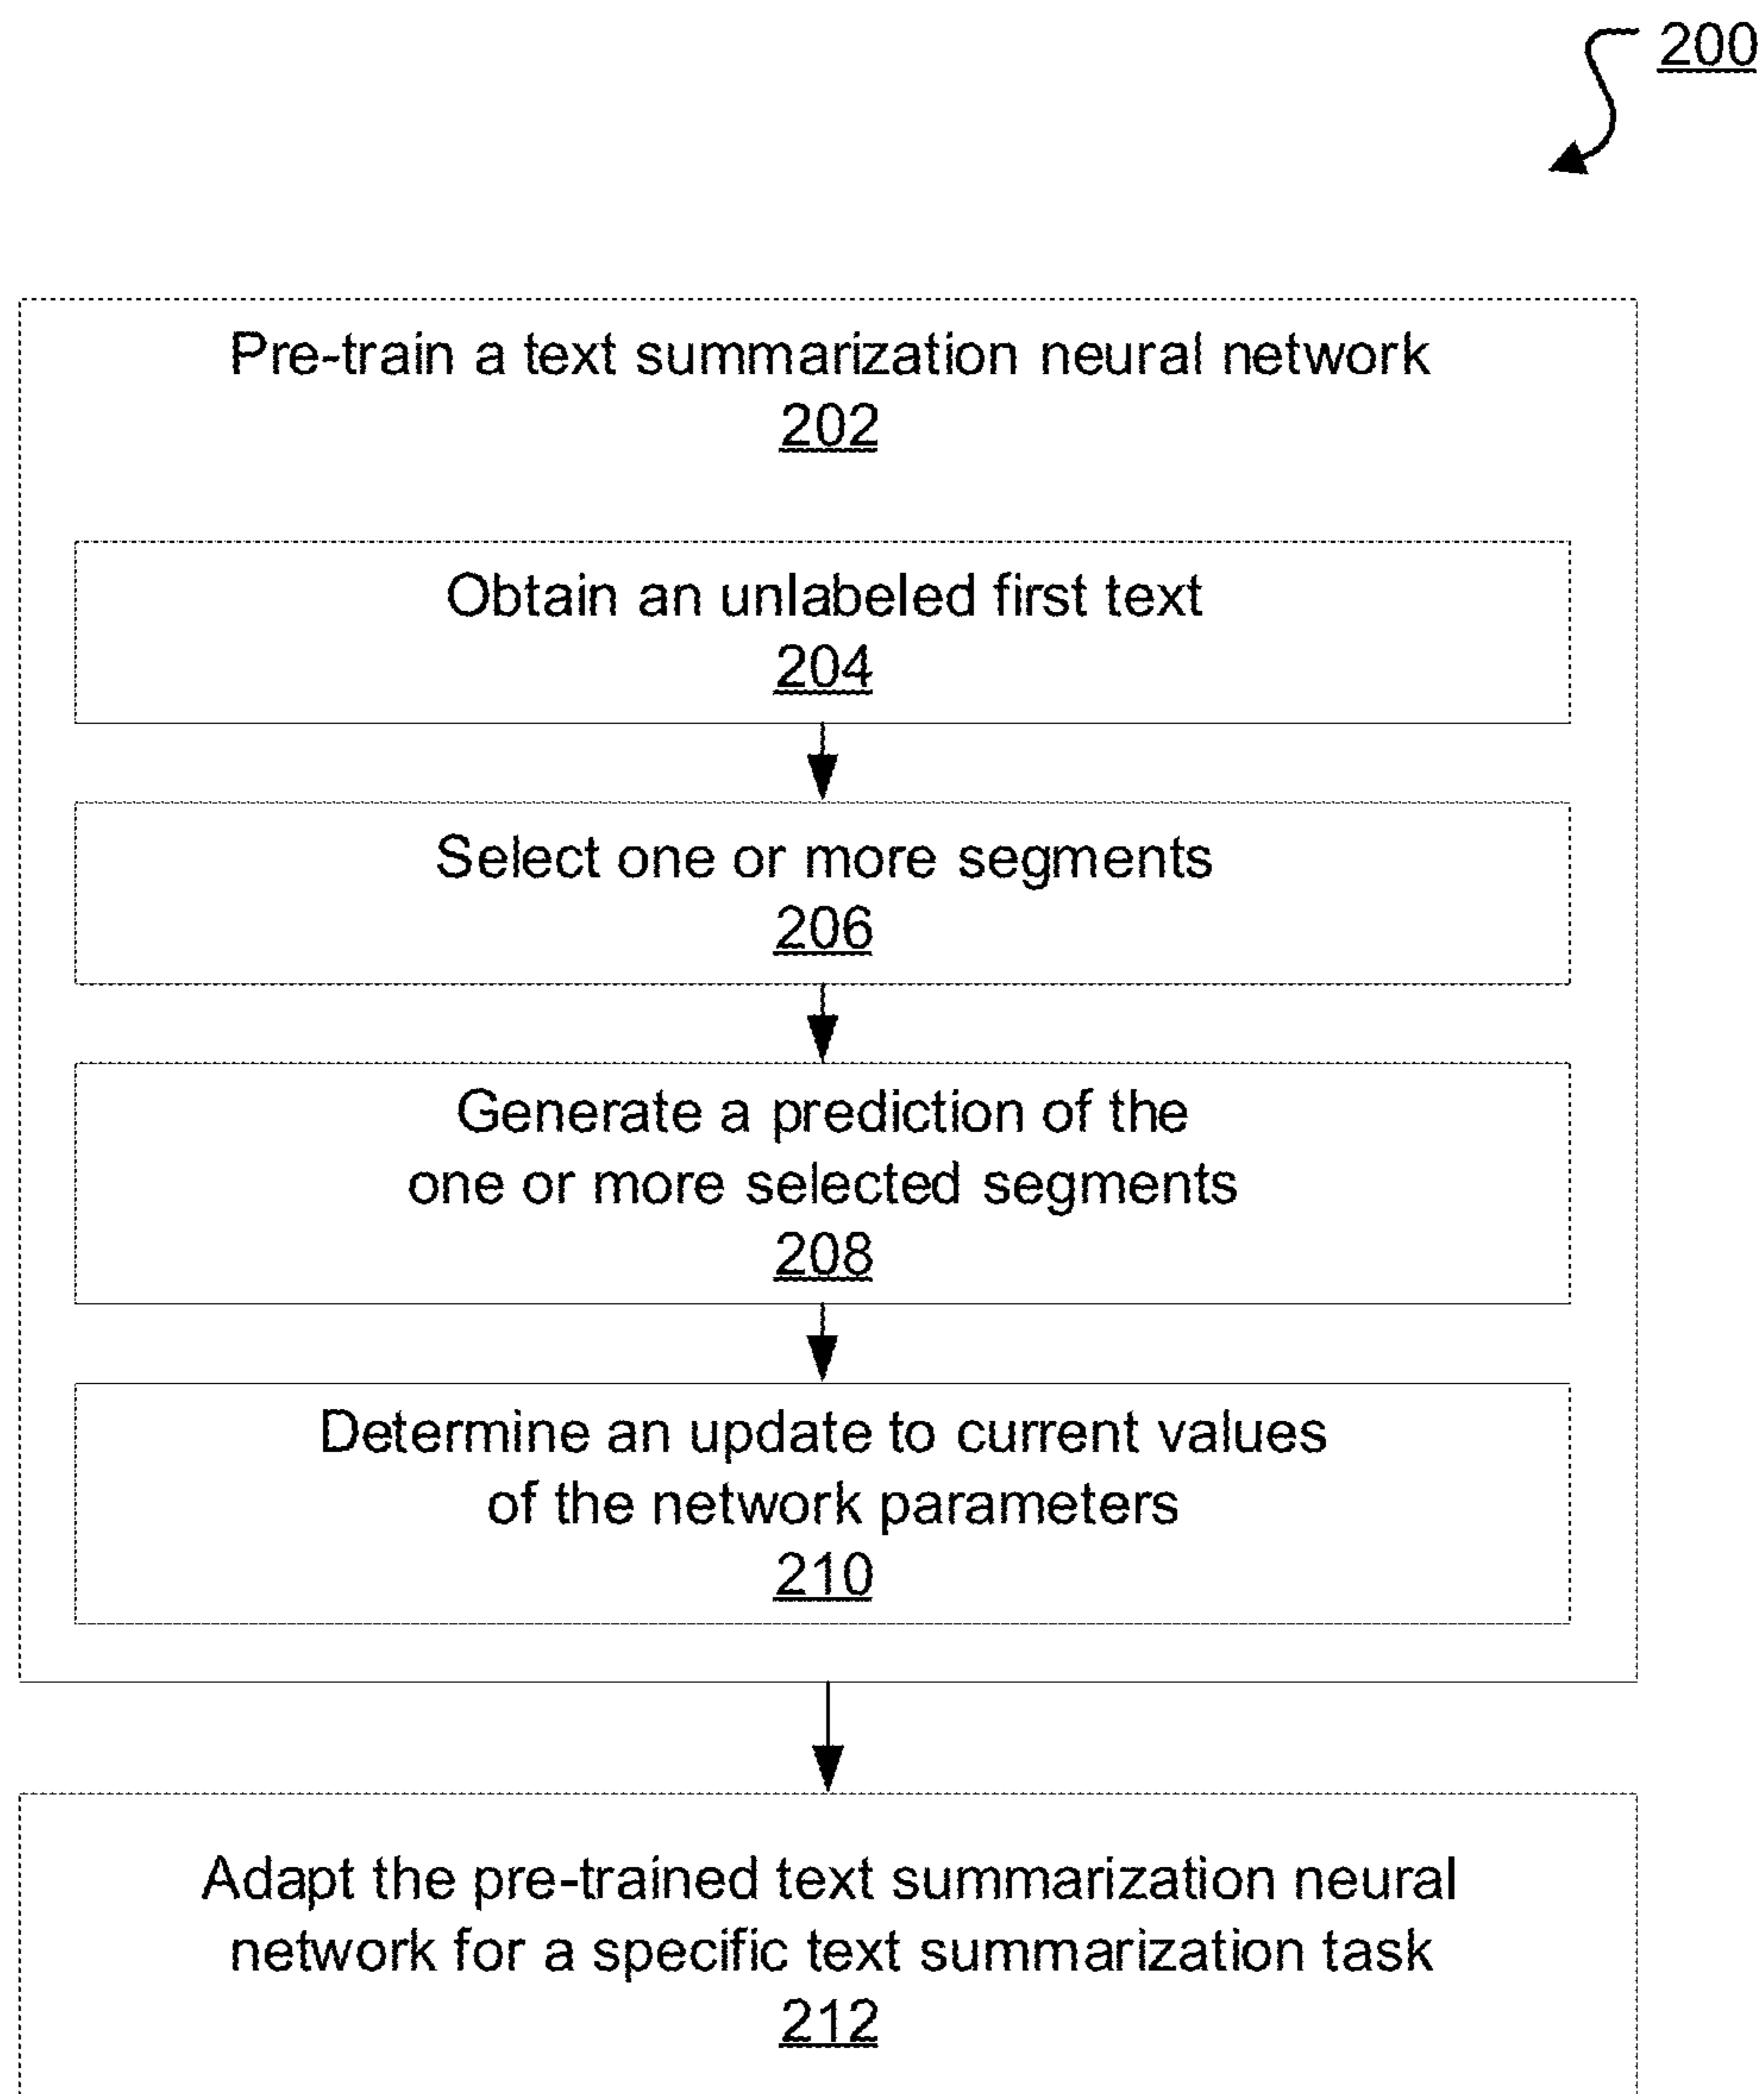 200
Pre-train a text summarization neural network
202
Obtain an unlabeled first text
204
Select one or more segments
206
Generate a prediction of the
one or more selected segments
208
Determine an update to current values
of the network parameters
210
Adapt the pre-trained text summarization neural
network for a specific text summarization task
212